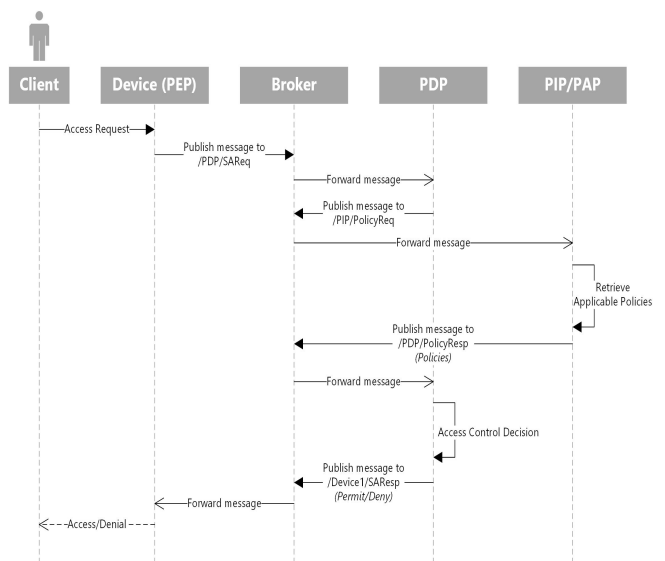 Client
Device (PEP)
Broker
PDP
PIP/PAP
Access Request
Publish message to
/PDP/SAReq
Forward message
Publish message to
/PIP/PolicyReq
Forward message
Retrieve
Applicable Policies
Publish message to
/PDP/PolicyResp
(Policies)
Forward message
Access Control Decision
Publish message to
/Device1/SAResp
(Permit/Deny)
Forward message
Access/Denial